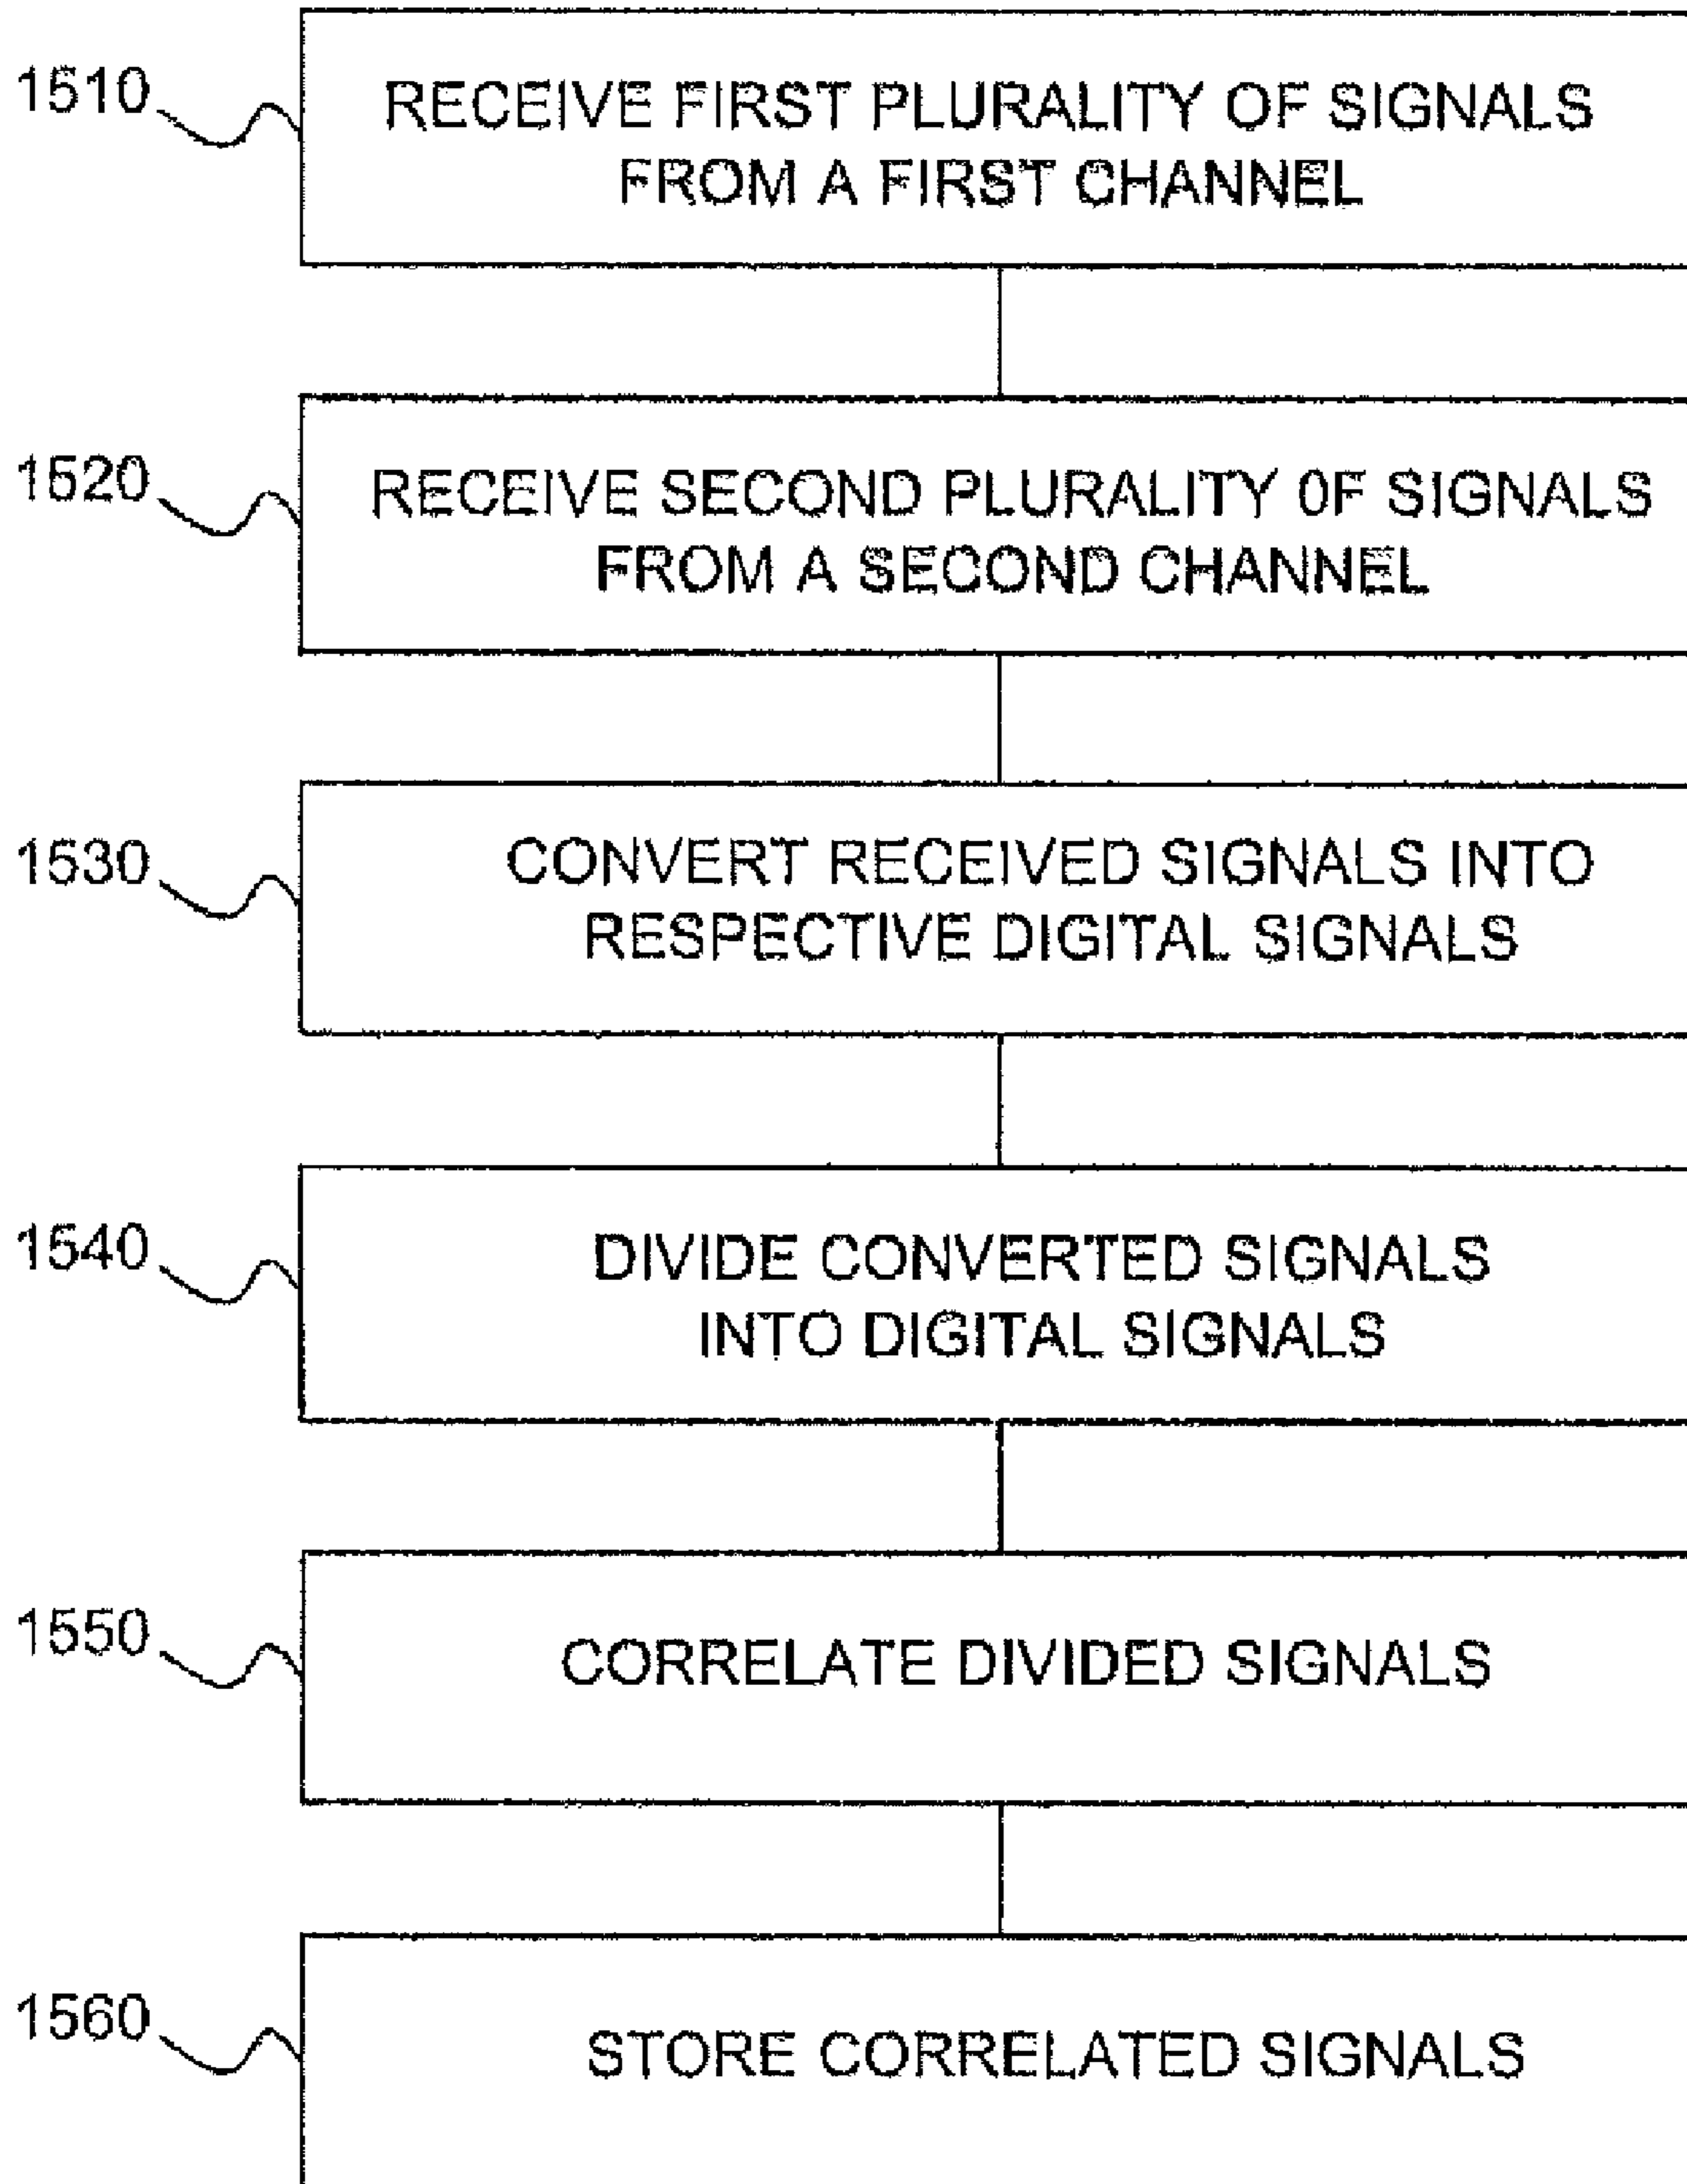 1510
RECEIVE FIRST PLURALITY OF SIGNALS
FROM A FIRST CHANNEL
1520
RECEIVE SECOND PLURALITY OF SIGNALS
FROM A SECOND CHANNEL
1530
CONVERT RECEIVED SIGNALS INTO
RESPECTIVE DIGITAL SIGNALS
1540
DIVIDE CONVERTED SIGNALS
INTO DIGITAL SIGNALS
1550
CORRELATE DIVIDED SIGNALS
1560
STORE CORRELATED SIGNALS